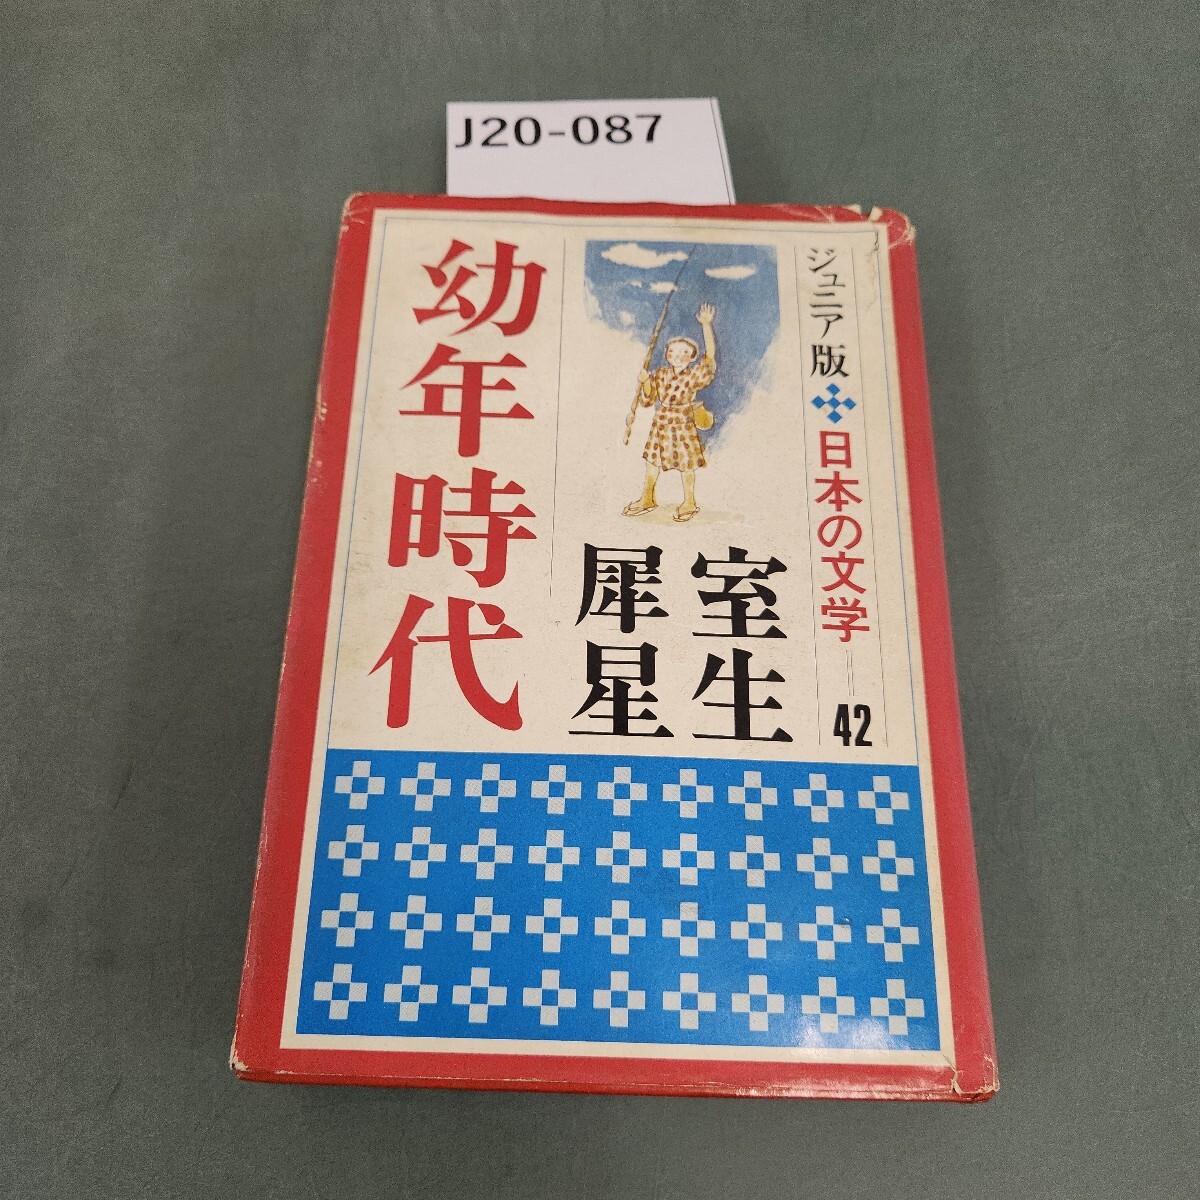 J20-087
ジュニア版 日本の文学 42
室生
犀星
幼年時代